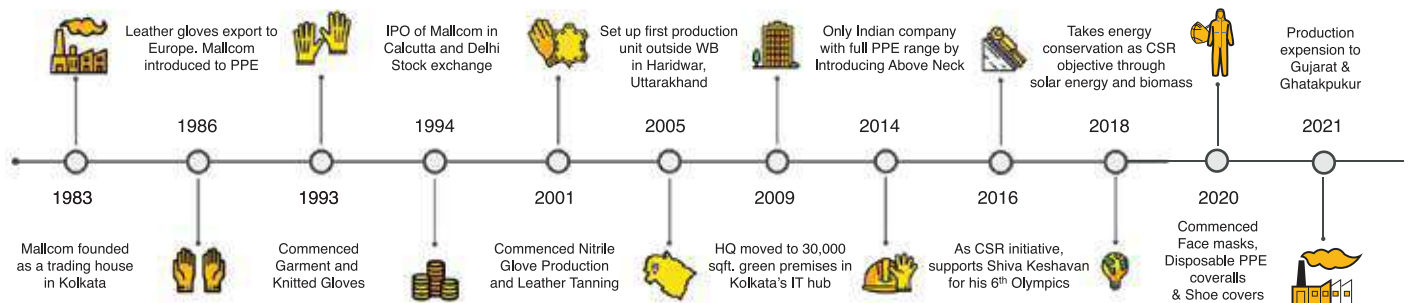 Leather gloves export to
Europe. Mallcom
introduced to PPE
IPO of Mallcom in
Calcutta and Delhi
Stock exchange
Set up first production
unit outside WB
in Haridwar,
Uttarakhand
Only Indian company
with full PPE range by
Introducing Above Neck
Takes energy
conservation as CSR
objective through
solar energy and biomass
Production
expension to
Gujarat &
Ghatakpukur
1986
1994
2005
2014
2018
2021
1983
1993
2001
2009
2016
2020
Mallcom founded
as a trading house
in Kolkata
Commenced
Garment and
Knitted Gloves
Commenced Nitrile
Glove Production
and Leather Tanning
HQ moved to 30,000
sqft. green premises in
Kolkata's IT hub
As CSR initiative,
supports Shiva Keshavan
for his 6th Olympics
Commenced
Face masks,
Disposable PPE
coveralls
& Shoe covers